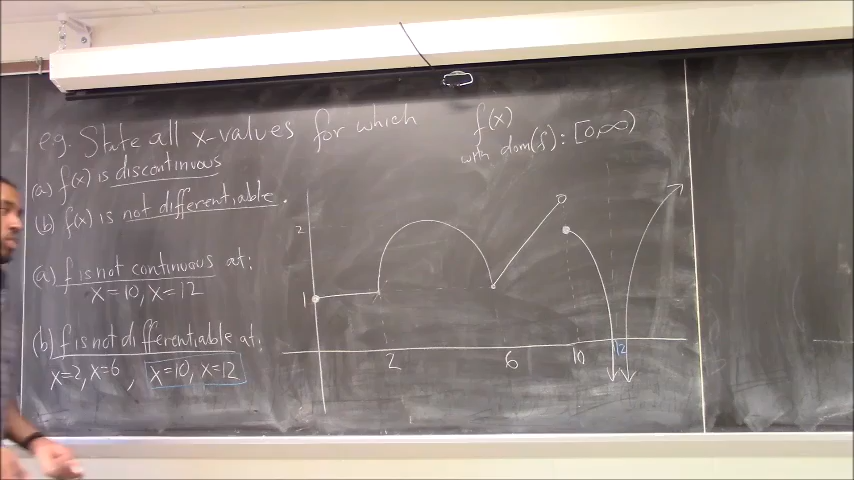 e.g. State all x-values for which
(a) f(x) is discontinuous
(b) f(x) is not differentiable.
f(x)
with dom(f): [0,∞)
(a) f is not continuous at:
x=10, x=12
(b) f is not differentiable at:
x=2, x=6, x=10, x=12
2
1
2 6 10 12